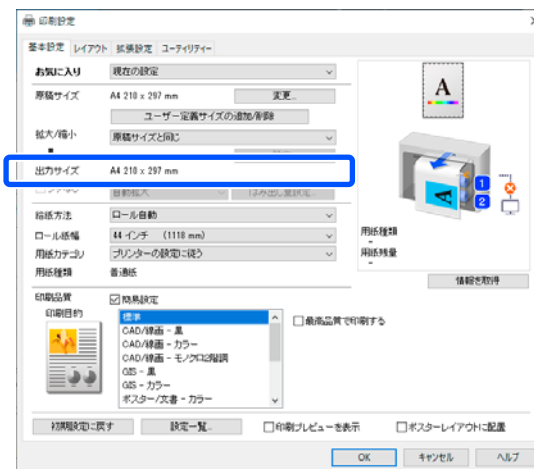 印刷設定
基本設定 レイアウト 拡張設定 ユーティリティー
お気に入り 現在の設定
原稿サイズ A4 210 x 297 mm 変更...
ユーザー定義サイズの追加/削除
拡大/縮小 原稿サイズと同じ
出力サイズ A4 210 x 297 mm
自動拡大 はみ出し量設定...
給紙方法 ロール自動
ロール紙幅 44 インチ (1118 mm)
用紙カテゴリ プリンターの設定に従う
用紙種類 普通紙
印刷品質 簡易設定
印刷目的
標準
CAD/線画 - 黒
CAD/線画 - カラー
CAD/線画 - モノクロ2階調
GIS - 黒
GIS - カラー
ポスター/文書 - カラー
最高品質で印刷する
A
A
1
2
用紙種類
-
用紙残量
-
情報を取得
初期設定に戻す 設定一覧... 印刷プレビューを表示 ポスターレイアウトに配置
OK キャンセル ヘルプ